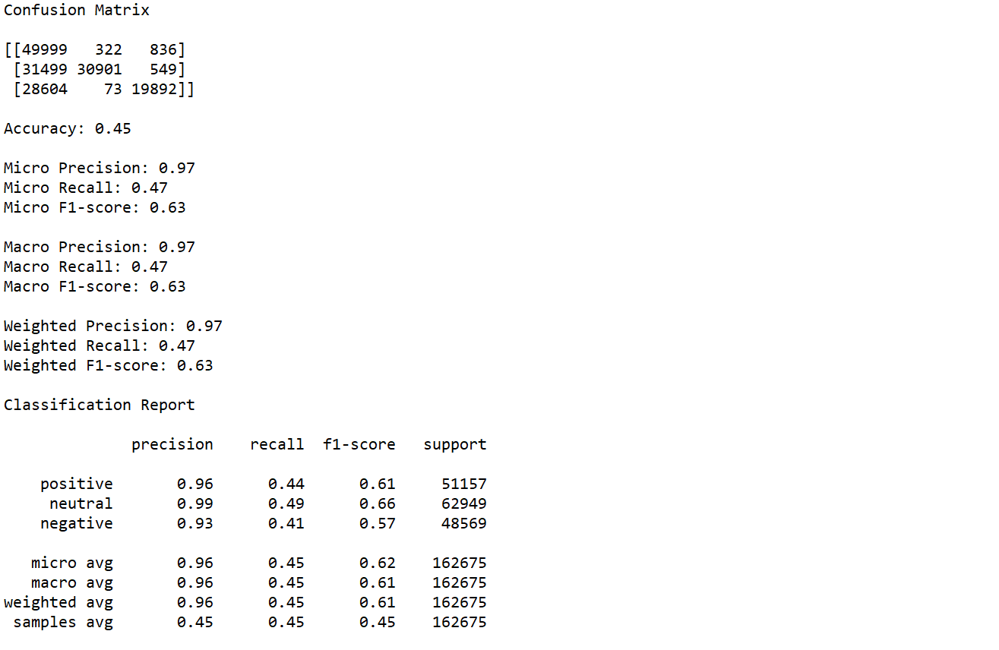 Confusion Matrix
[[49999   322   836]
 [31499 30901   549]
 [28604    73 19892]]
Accuracy: 0.45
Micro Precision: 0.97
Micro Recall: 0.47
Micro F1-score: 0.63
Macro Precision: 0.97
Macro Recall: 0.47
Macro F1-score: 0.63
Weighted Precision: 0.97
Weighted Recall: 0.47
Weighted F1-score: 0.63
Classification Report
              precision    recall  f1-score   support
    positive       0.96      0.44      0.61     51157
     neutral       0.99      0.49      0.66     62949
    negative       0.93      0.41      0.57     48569
   micro avg       0.96      0.45      0.62    162675
   macro avg       0.96      0.45      0.61    162675
weighted avg       0.96      0.45      0.61    162675
 samples avg       0.45      0.45      0.45    162675